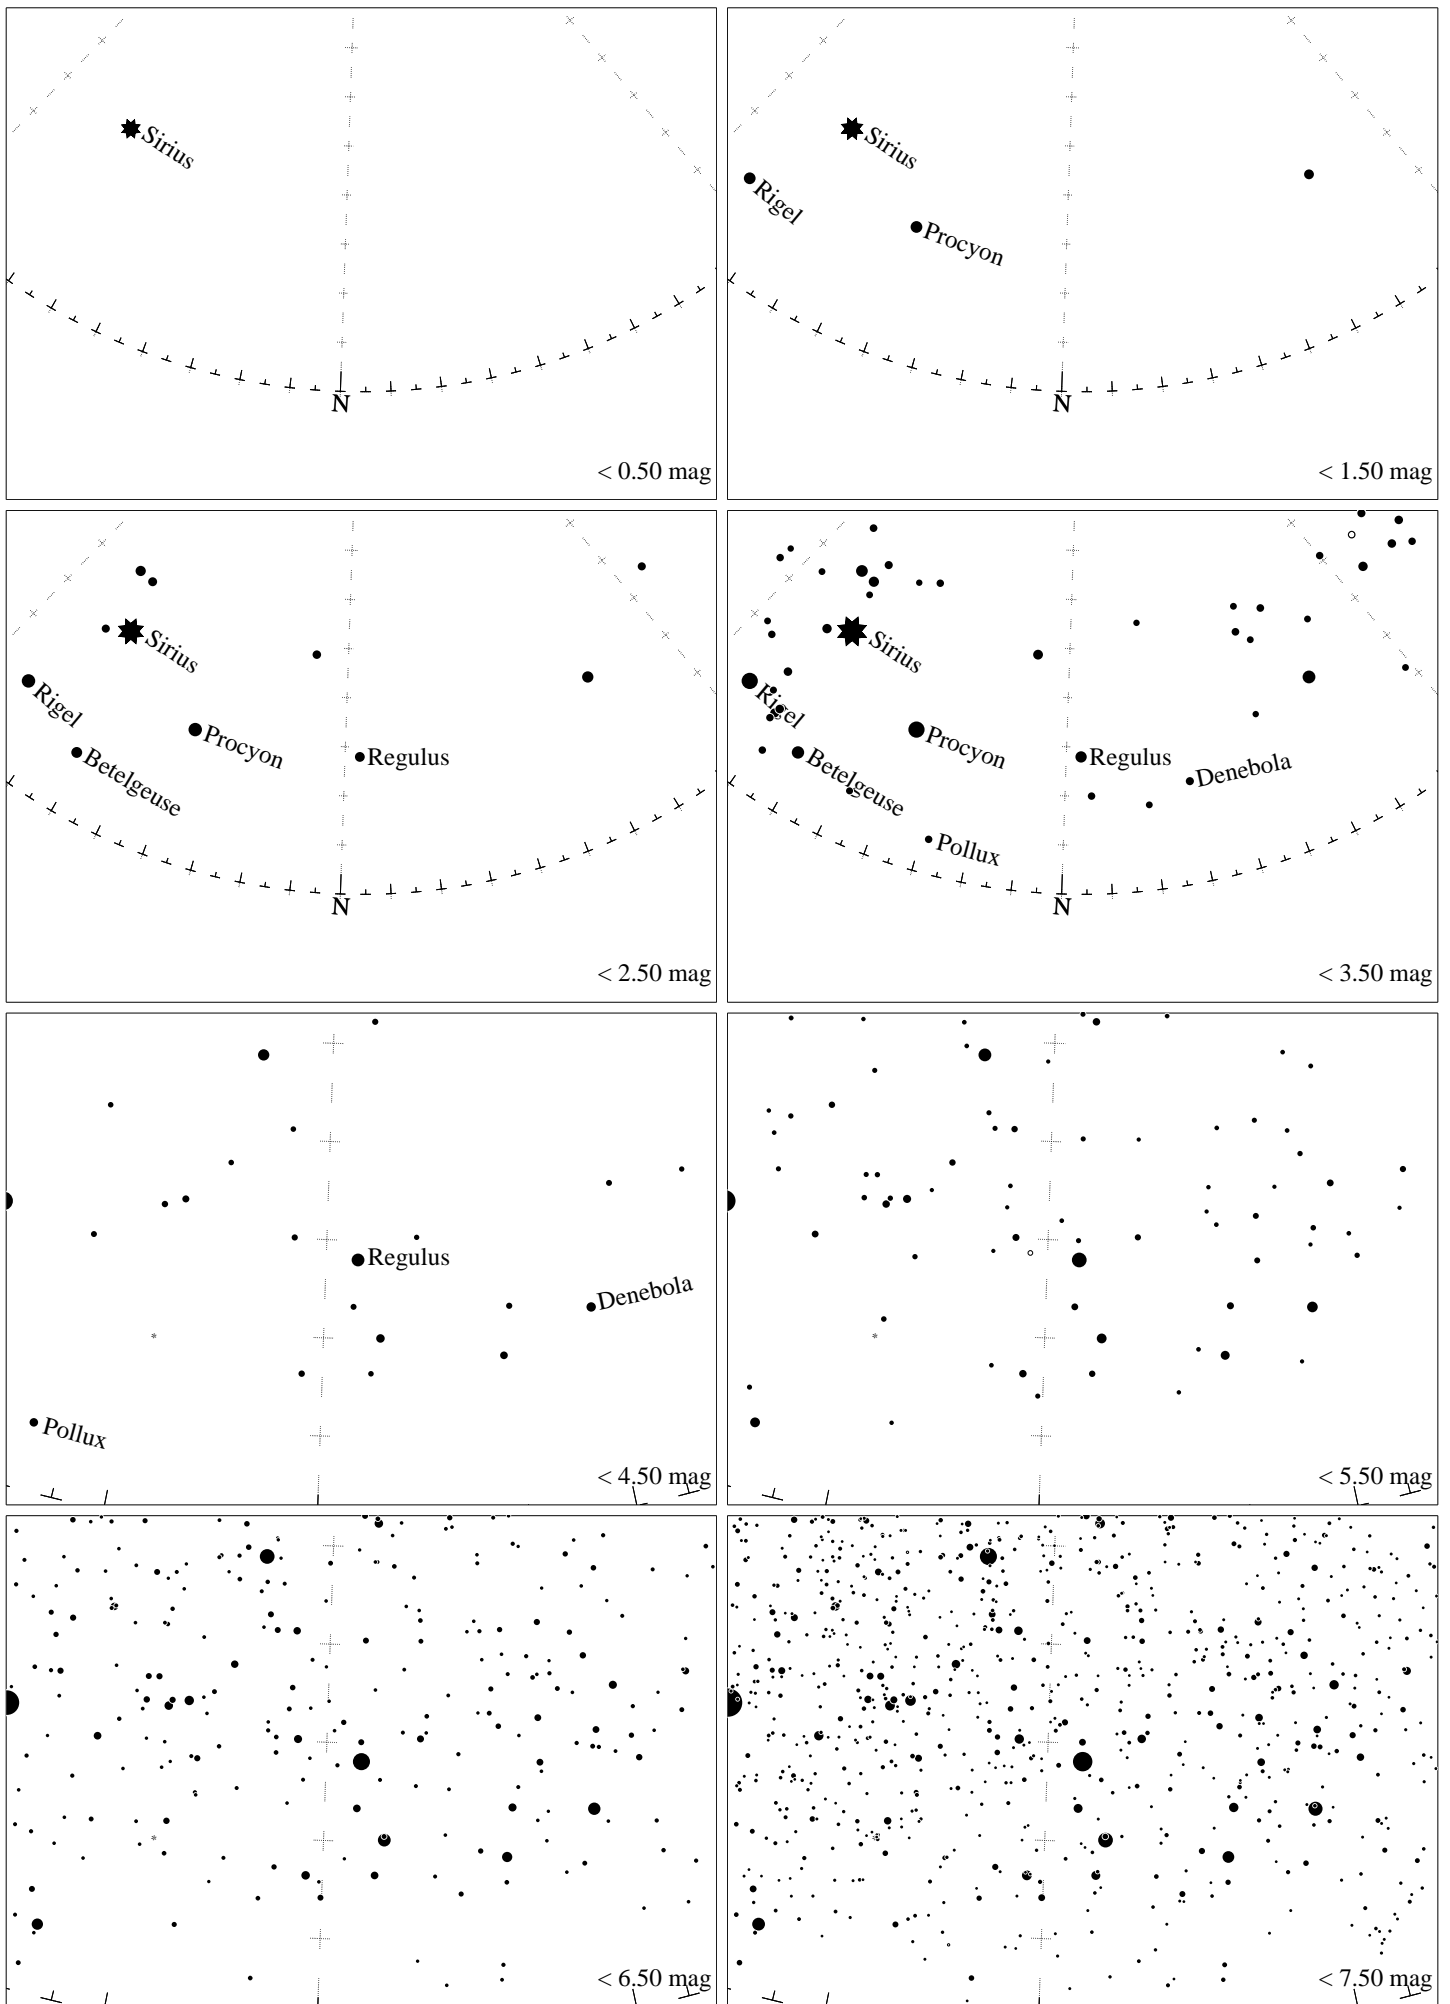 Sirius
N
< 0.50 mag
Sirius
Rigel
Procyon
N
< 1.50 mag
Sirius
Rigel
Procyon
Betelgeuse
Regulus
N
< 2.50 mag
Sirius
Rigel
Procyon
Betelgeuse
Regulus
Denebola
Pollux
N
< 3.50 mag
Regulus
Denebola
Pollux
< 4.50 mag
< 5.50 mag
< 6.50 mag
< 7.50 mag